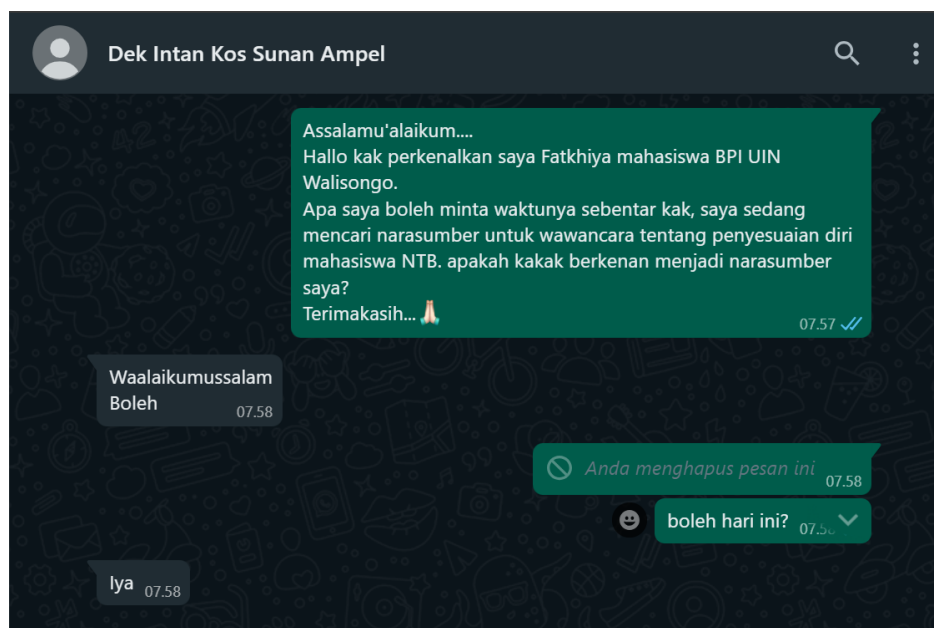 Dek Intan Kos Sunan Ampel
Assalamu'alaikum....
Hallo kak perkenalkan saya Fatkhiya mahasiswa BPI UIN
Walisongo.
Apa saya boleh minta waktunya sebentar kak, saya sedang
mencari narasumber untuk wawancara tentang penyesuaian diri
mahasiswa NTB. apakah kakak berkenan menjadi narasumber
saya?
Terimakasih... 🙏🏻
07.57
Waalaikumussalam
Boleh 07.58
Anda menghapus pesan ini 07.58
boleh hari ini?
Iya 07.58